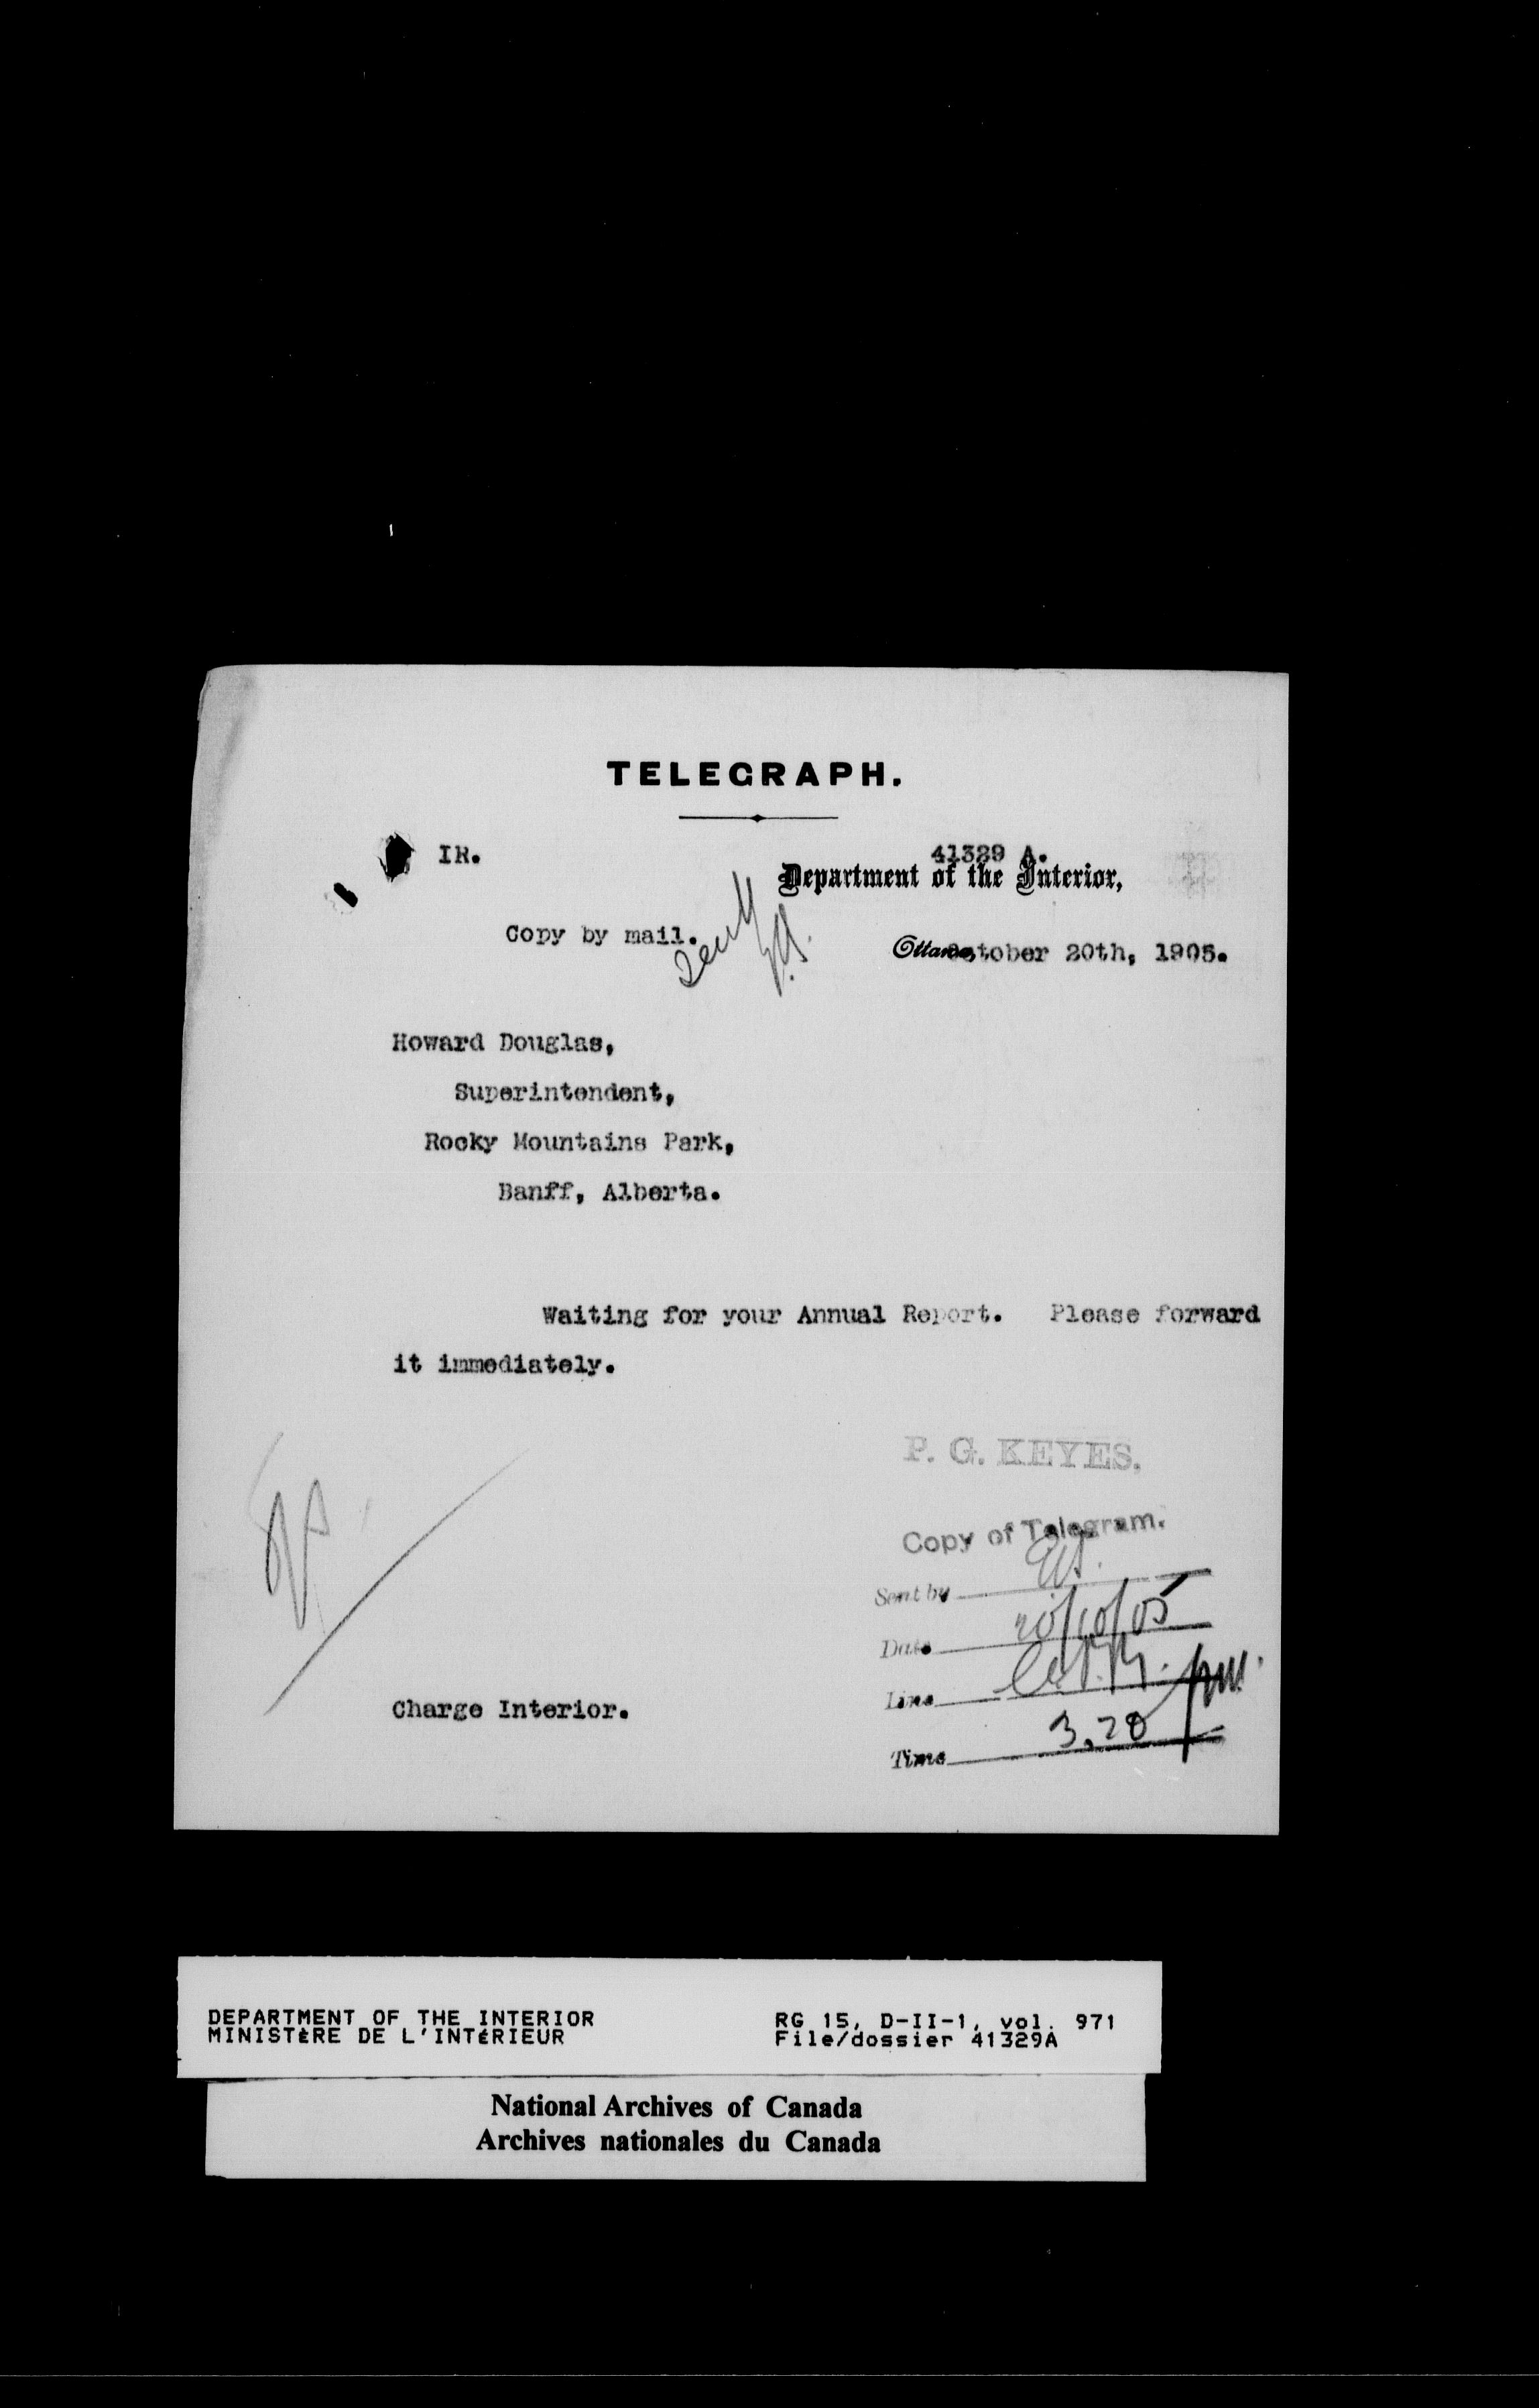 TELEGRAPH.
IR.
41329 A.
Department of the Interior,
Copy by mail.
Sent
Ottawa, October 20th, 1905.
Howard Douglas,
Superintendent,
Rocky Mountains Park,
Banff, Alberta.
Waiting for your Annual Report. Please forward
it immediately.
P. G. KEYES.
Copy of Telegram.
Sent by
Date 20/10/05
Line C.P.R.
Time 3.20 pm.
Charge Interior.
DEPARTMENT OF THE INTERIOR
MINISTÈRE DE L'INTÉRIEUR
RG 15, D-II-1, vol. 971
File/dossier 41329A
National Archives of Canada
Archives nationales du Canada